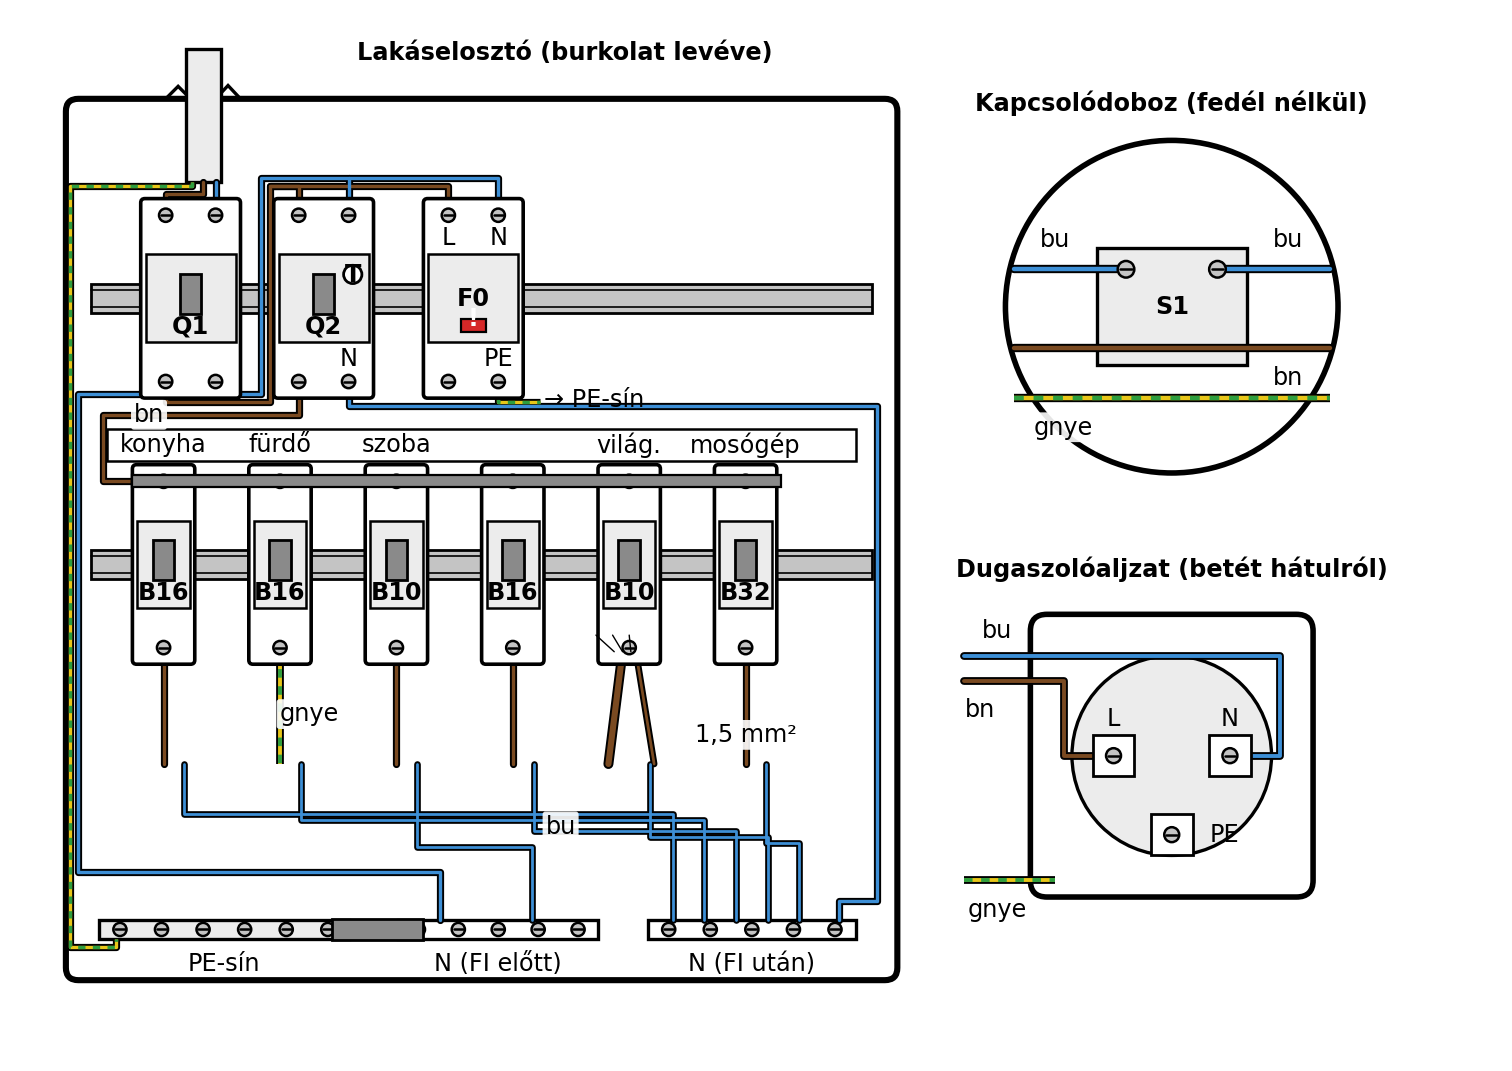 Lakáselosztó (burkolat levéve)
L N
T
Q1 Q2 F0
!
N PE
→ PE-sín
bn
konyha fürdő szoba világ. mosógép
B16 B16 B10 B16 B10 B32
gnye
1,5 mm²
bu
PE-sín N (FI előtt) N (FI után)
Kapcsolódoboz (fedél nélkül)
bu bu
S1
bn
gnye
Dugaszolóaljzat (betét hátulról)
bu
bn
L N
PE
gnye